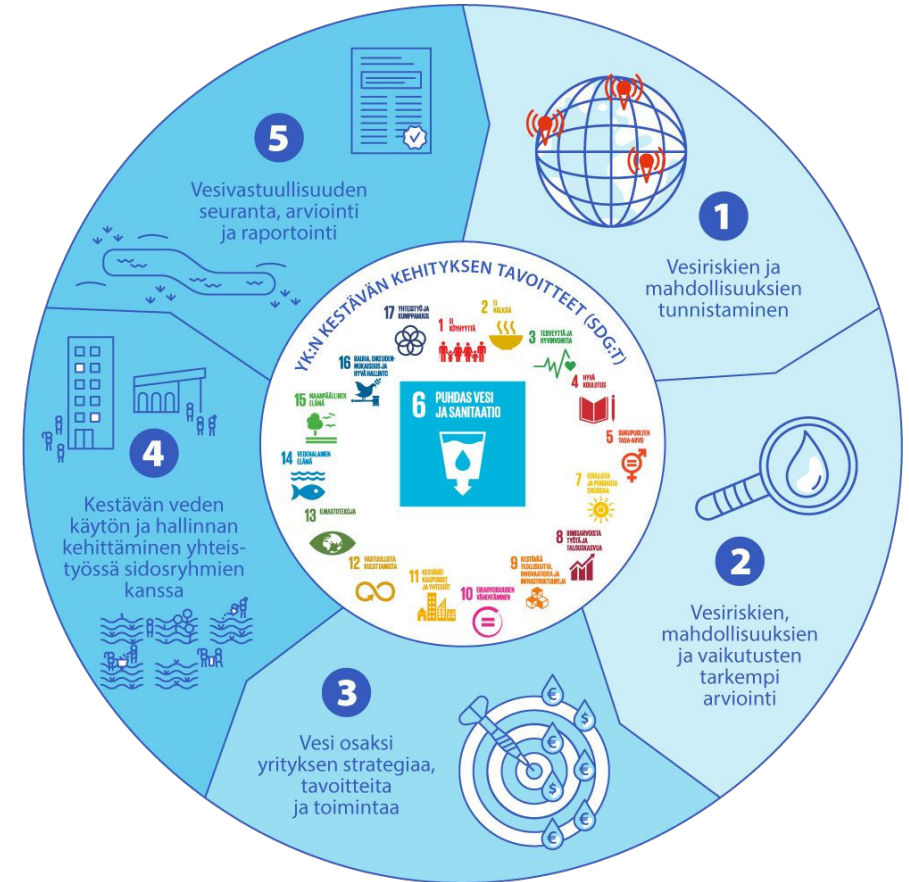 1
Vesiriskien ja
mahdollisuuksien
tunnistaminen
2
Vesiriskien,
mahdollisuuksien
ja vaikutusten
tarkempi
arviointi
3
Vesi osaksi
yrityksen strategiaa,
tavoitteita
ja toimintaa
4
Kestävän veden
käytön ja hallinnan
kehittäminen yhteis-
työssä sidosryhmien
kanssa
5
Vesivastuullisuuden
seuranta, arviointi
ja raportointi
YK:N KESTÄVÄN KEHITYKSEN TAVOITTEET (SDG:T)
1 EI
KÖYHYYTTÄ
2 EI
NÄLKÄÄ
3 TERVEYTTÄ JA
HYVINVOINTIA
4 HYVÄ
KOULUTUS
5 SUKUPUOLTEN
TASA-ARVO
6 PUHDAS VESI
JA SANITAATIO
7 EDULLISTA
JA PUHDASTA
ENERGIAA
8 IHMISARVOISTA
TYÖTÄ JA
TALOUSKASVUA
9 KESTÄVÄÄ
TEOLLISUUTTA,
INNOVAATIOITA JA
INFRASTRUKTUUREJA
10 ERIARVOISUUDEN
VÄHENTÄMINEN
11 KESTÄVÄT
KAUPUNGIT
JA YHTEISÖT
12 VASTUULLISTA
KULUTTAMISTA
13 ILMASTOTEKOJA
14 VEDENALAINEN
ELÄMÄ
15 MAANPÄÄLLINEN
ELÄMÄ
16 RAUHA, OIKEUDEN-
MUKAISUUS JA
HYVÄ HALLINTO
17 YHTEISTYÖ JA
KUMPPANUUS
€
$
€
$
€
€
€